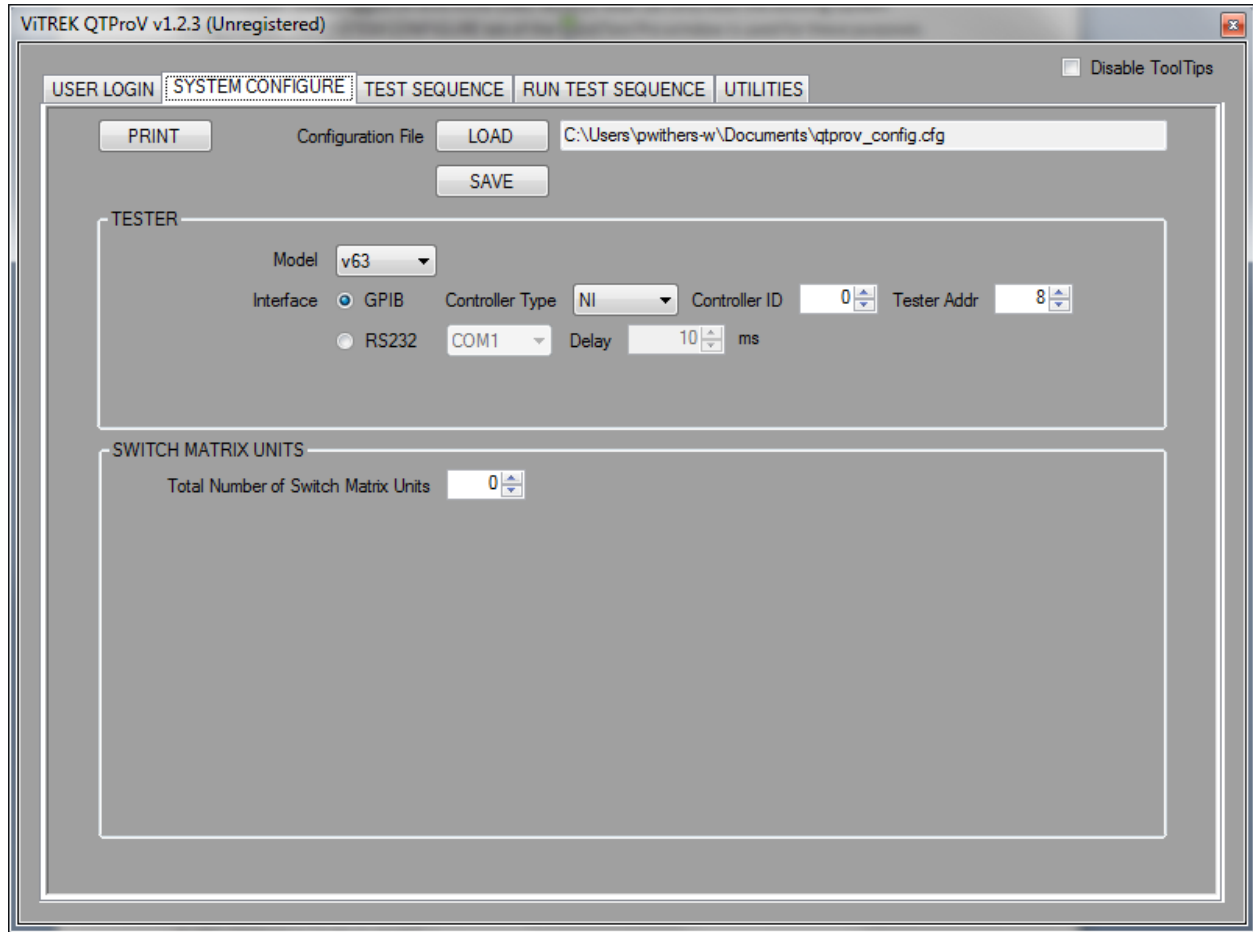 ViTREK QTProV v1.2.3 (Unregistered)
Disable ToolTips
USER LOGIN SYSTEM CONFIGURE TEST SEQUENCE RUN TEST SEQUENCE UTILITIES
PRINT Configuration File LOAD C:\Users\pwithers-w\Documents\qtprov_config.cfg
SAVE
TESTER
Model v63
Interface GPIB Controller Type NI Controller ID 0 Tester Addr 8
RS232 COM1 Delay 10 ms
SWITCH MATRIX UNITS
Total Number of Switch Matrix Units 0